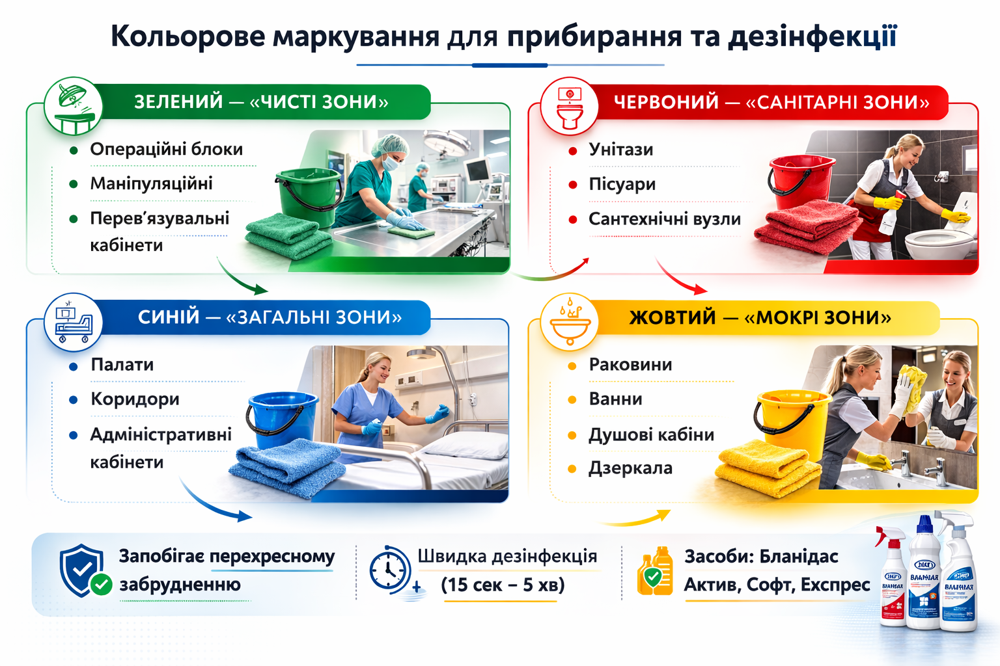 Кольорове маркування для прибирання та дезінфекції
ЗЕЛЕНИЙ — «ЧИСТІ ЗОНИ»
Операційні блоки
Маніпуляційні
Перев’язувальні
кабінети
ЧЕРВОНИЙ — «САНІТАРНІ ЗОНИ»
Унітази
Пісуари
Сантехнічні вузли
СИНІЙ — «ЗАГАЛЬНІ ЗОНИ»
Палати
Коридори
Адміністративні
кабінети
ЖОВТИЙ — «МОКРІ ЗОНИ»
Раковини
Ванни
Душові кабіни
Дзеркала
Запобігає перехресному
забрудненню
Швидка дезінфекція
(15 сек – 5 хв)
Засоби: Бланідас
Актив, Софт, Експрес